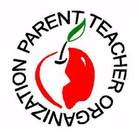 PARENT TEACHER ORGANIZATION